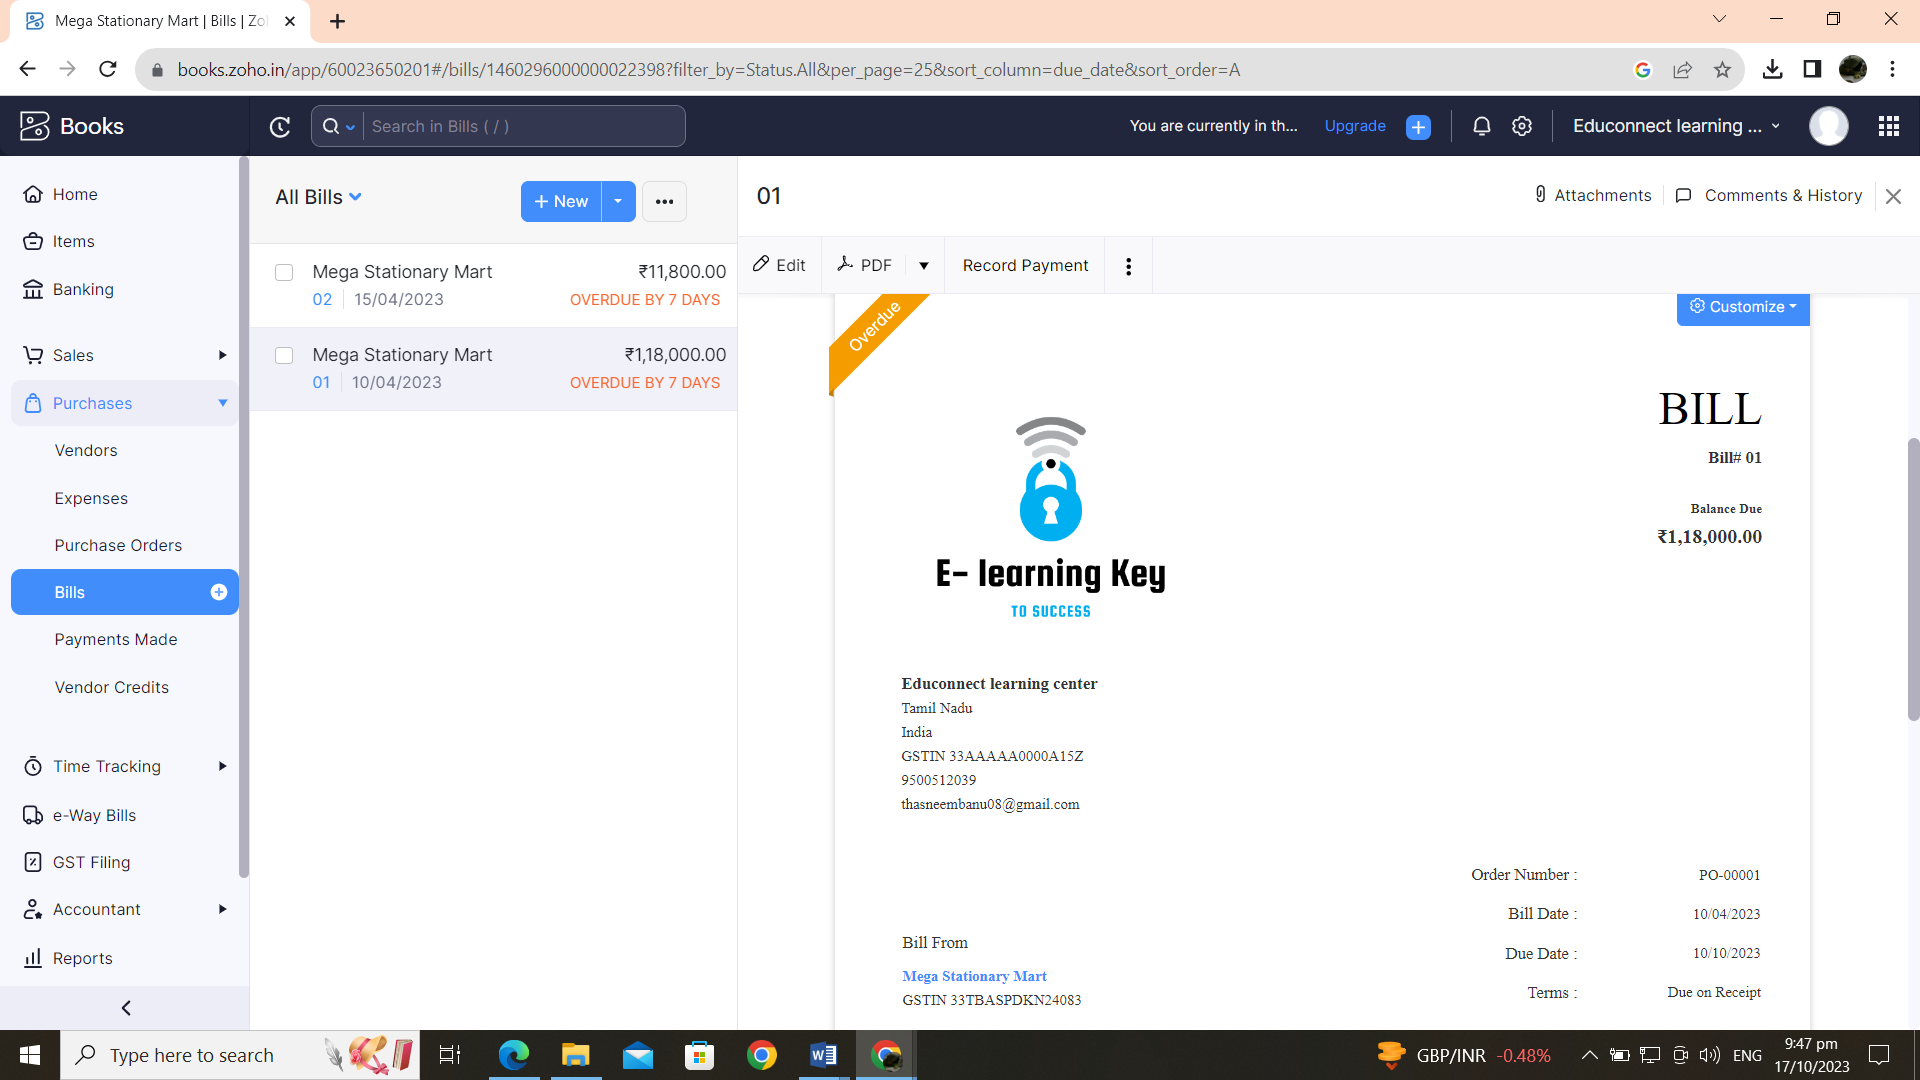 Mega Stationary Mart | Bills | Zo
books.zoho.in/app/60023650201#/bills/1460296000000022398?filter_by=Status.All&per_page=25&sort_column=due_date&sort_order=A
Books
Search in Bills ( / )
You are currently in th...
Upgrade
Educonnect learning ...
Home
Items
Banking
Sales
Purchases
Vendors
Expenses
Purchase Orders
Bills
Payments Made
Vendor Credits
Time Tracking
e-Way Bills
GST Filing
Accountant
Reports
All Bills
+ New
Mega Stationary Mart ₹11,800.00
02 15/04/2023 OVERDUE BY 7 DAYS
Mega Stationary Mart ₹1,18,000.00
01 10/04/2023 OVERDUE BY 7 DAYS
01
Attachments
Comments & History
Edit
PDF
Record Payment
Customize
Overdue
BILL
Bill# 01
Balance Due
₹1,18,000.00
E- learning Key
TO SUCCESS
Educonnect learning center
Tamil Nadu
India
GSTIN 33AAAAA0000A15Z
9500512039
thasneembanu08@gmail.com
Order Number : PO-00001
Bill Date : 10/04/2023
Due Date : 10/10/2023
Terms : Due on Receipt
Bill From
Mega Stationary Mart
GSTIN 33TBASPDKN24083
Type here to search
GBP/INR -0.48%
ENG
9:47 pm
17/10/2023